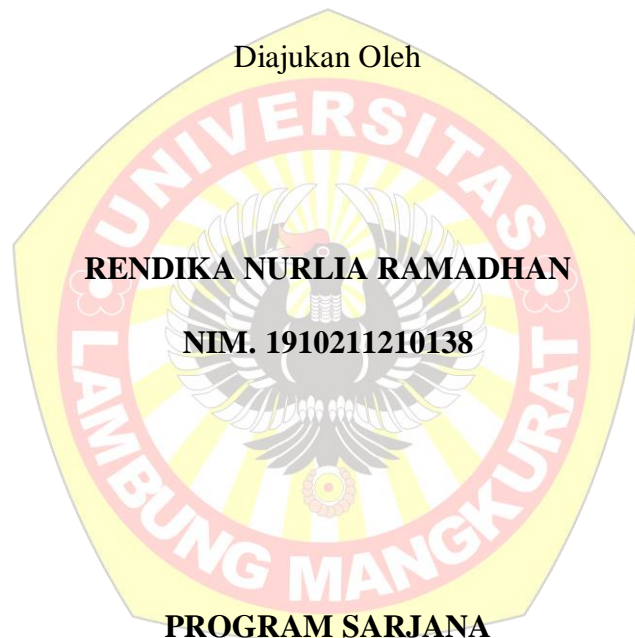 Diajukan Oleh
UNIVERSITAS
RENDIKA NURLIA RAMADHAN
NIM. 1910211210138
LAMBUNG MANGKURAT
PROGRAM SARJANA